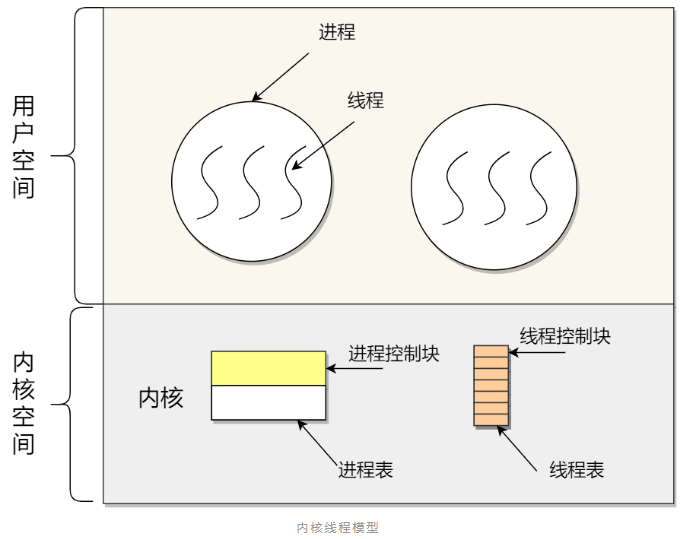 进程
线程
用户空间
线程控制块
进程控制块
内核空间
内核
进程表
线程表
内核线程模型